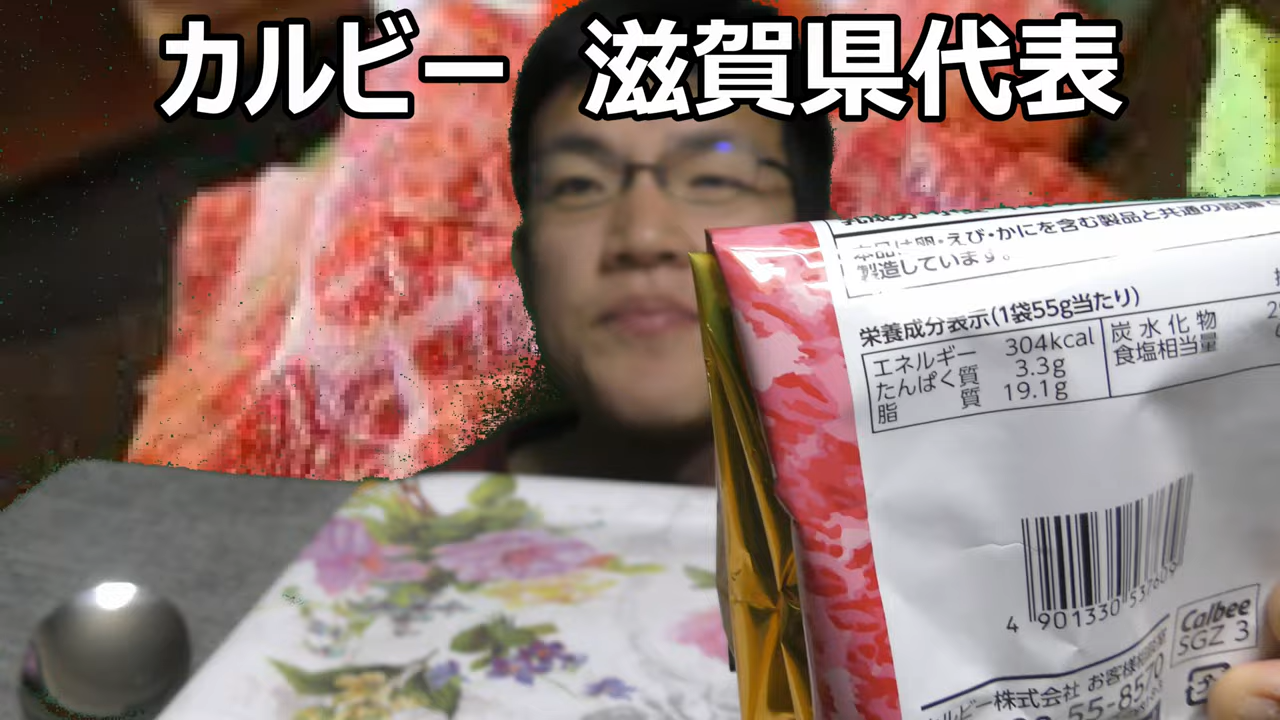 カルビー 滋賀県代表
本品は卵・えび・かにを含む製品と共通の設備で
製造しています。
栄養成分表示(1袋55g当たり)
エネルギー 304kcal 炭水化物
たんぱく質 3.3g 食塩相当量
脂質 19.1g
4 901330 53760
Calbee
SGZ 3
カルビー株式会社 お客様相談室
55-8570